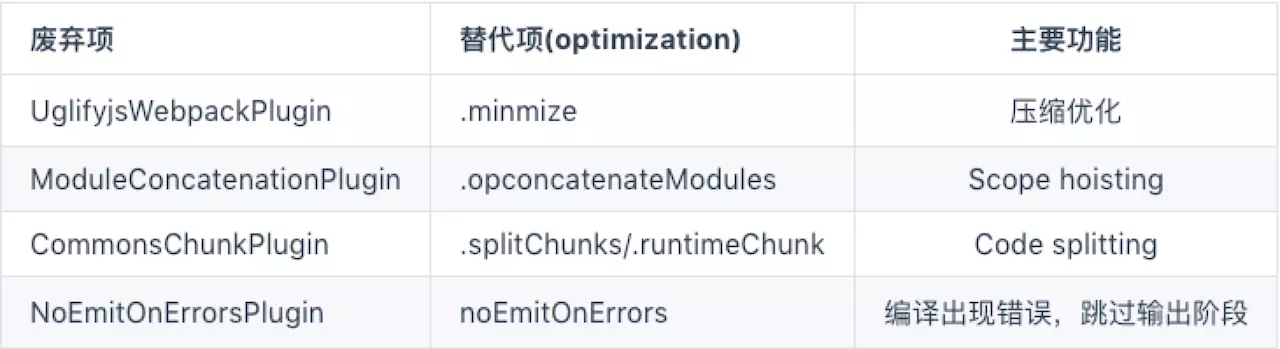 废弃项 替代项(optimization) 主要功能
UglifyjsWebpackPlugin .minmize 压缩优化
ModuleConcatenationPlugin .opconcatenateModules Scope hoisting
CommonsChunkPlugin .splitChunks/.runtimeChunk Code splitting
NoEmitOnErrorsPlugin noEmitOnErrors 编译出现错误，跳过输出阶段